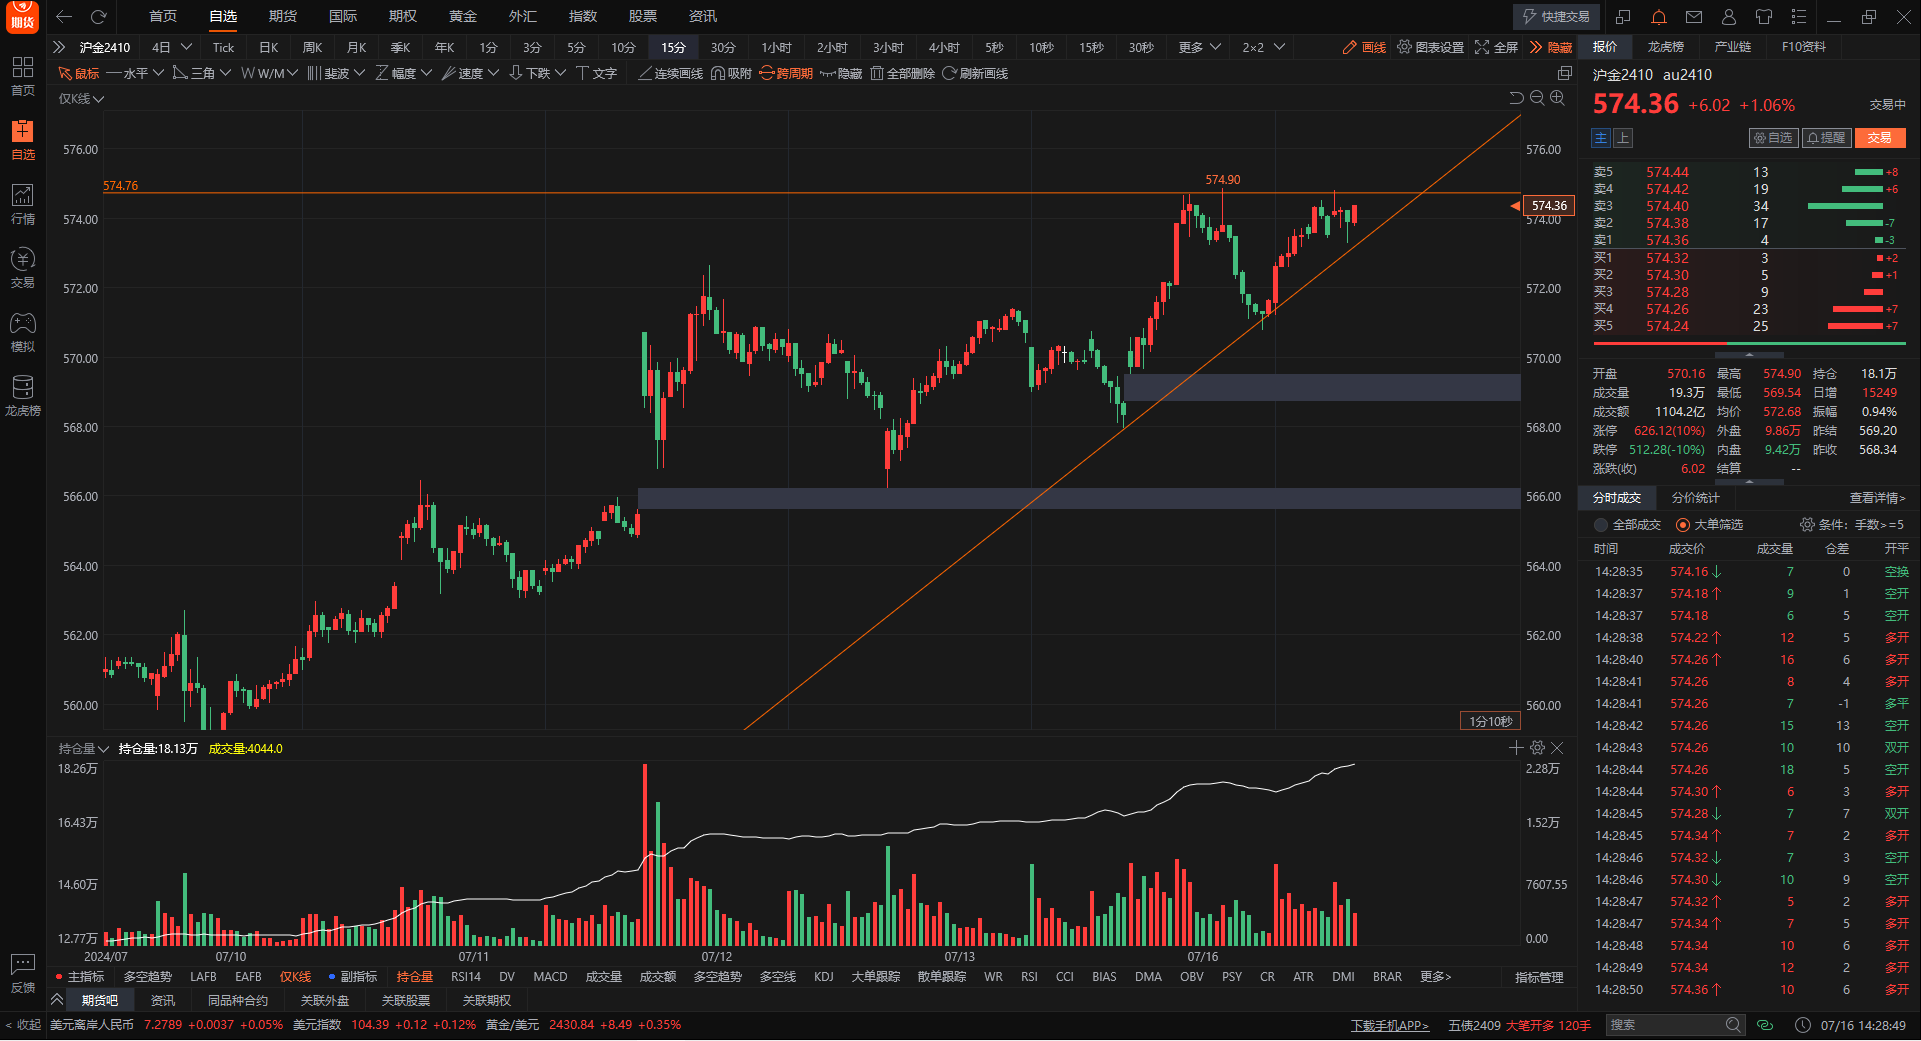 期货 首页 自选 期货 国际 期权 黄金 外汇 指数 股票 资讯 快捷交易
沪金2410 4日 Tick 日K 周K 月K 季K 年K 1分 3分 5分 10分 15分 30分 1小时 2小时 3小时 4小时 5秒 10秒 15秒 30秒 更多 2×2 画线 图表设置 全屏 隐藏
鼠标 水平 三角 W/M 斐波 幅度 速度 下跌 文字 连续画线 吸附 跨周期 隐藏 全部删除 刷新画线
首页
自选
行情
交易
模拟
龙虎榜
反馈
< 收起
仅K线
576.00 576.00
574.76 574.90
574.36
574.00 574.00
572.00 572.00
570.00 570.00
568.00 568.00
566.00 566.00
564.00 564.00
562.00 562.00
560.00 560.00
1分10秒
持仓量 持仓量:18.13万 成交量:4044.0
18.26万 2.28万
16.43万 1.52万
14.60万 7607.55
12.77万 0.00
2024/07 07/10 07/11 07/12 07/13 07/16
主指标 多空趋势 LAFB EAFB 仅K线 副指标 持仓量 RSI14 DV MACD 成交量 成交额 多空趋势 多空线 KDJ 大单跟踪 散单跟踪 WR RSI CCI BIAS DMA OBV PSY CR ATR DMI BRAR 更多> 指标管理
期货吧 资讯 同品种合约 关联外盘 关联股票 关联期权
报价 龙虎榜 产业链 F10资料
沪金2410 au2410
574.36 +6.02 +1.06% 交易中
主 上 自选 提醒 交易
卖5 574.44 13 +8
卖4 574.42 19 +6
卖3 574.40 34
卖2 574.38 17 -7
卖1 574.36 4 -3
买1 574.32 3 +2
买2 574.30 5 +1
买3 574.28 9
买4 574.26 23 +7
买5 574.24 25 +7
开盘 570.16 最高 574.90 持仓 18.1万
成交量 19.3万 最低 569.54 日增 15249
成交额 1104.2亿 均价 572.68 振幅 0.94%
涨停 626.12(10%) 外盘 9.86万 昨结 569.20
跌停 512.28(-10%) 内盘 9.42万 昨收 568.34
涨跌(收) 6.02 结算 --
分时成交 分价统计 查看详情>
全部成交 大单筛选 条件: 手数>=5
时间 成交价 成交量 仓差 开平
14:28:35 574.16↓ 7 0 空换
14:28:37 574.18↑ 9 1 空开
14:28:37 574.18 6 5 空开
14:28:38 574.22↑ 12 5 多开
14:28:40 574.26↑ 16 6 多开
14:28:41 574.26 8 4 多开
14:28:41 574.26 7 -1 多平
14:28:42 574.26 15 13 空开
14:28:43 574.26 10 10 双开
14:28:44 574.26 18 5 空开
14:28:44 574.30↑ 6 3 多开
14:28:45 574.28↓ 7 7 双开
14:28:45 574.34↑ 7 2 多开
14:28:46 574.32↓ 7 3 空开
14:28:46 574.30↓ 10 9 空开
14:28:47 574.32↑ 5 2 多开
14:28:47 574.34↑ 7 5 多开
14:28:48 574.34 10 6 多开
14:28:49 574.34 12 2 多开
14:28:50 574.36↑ 10 6 多开
美元离岸人民币 7.2789 +0.0037 +0.05% 美元指数 104.39 +0.12 +0.12% 黄金/美元 2430.84 +8.49 +0.35% 下载手机APP> 五债2409 大笔开多 120手 搜索 07/16 14:28:49